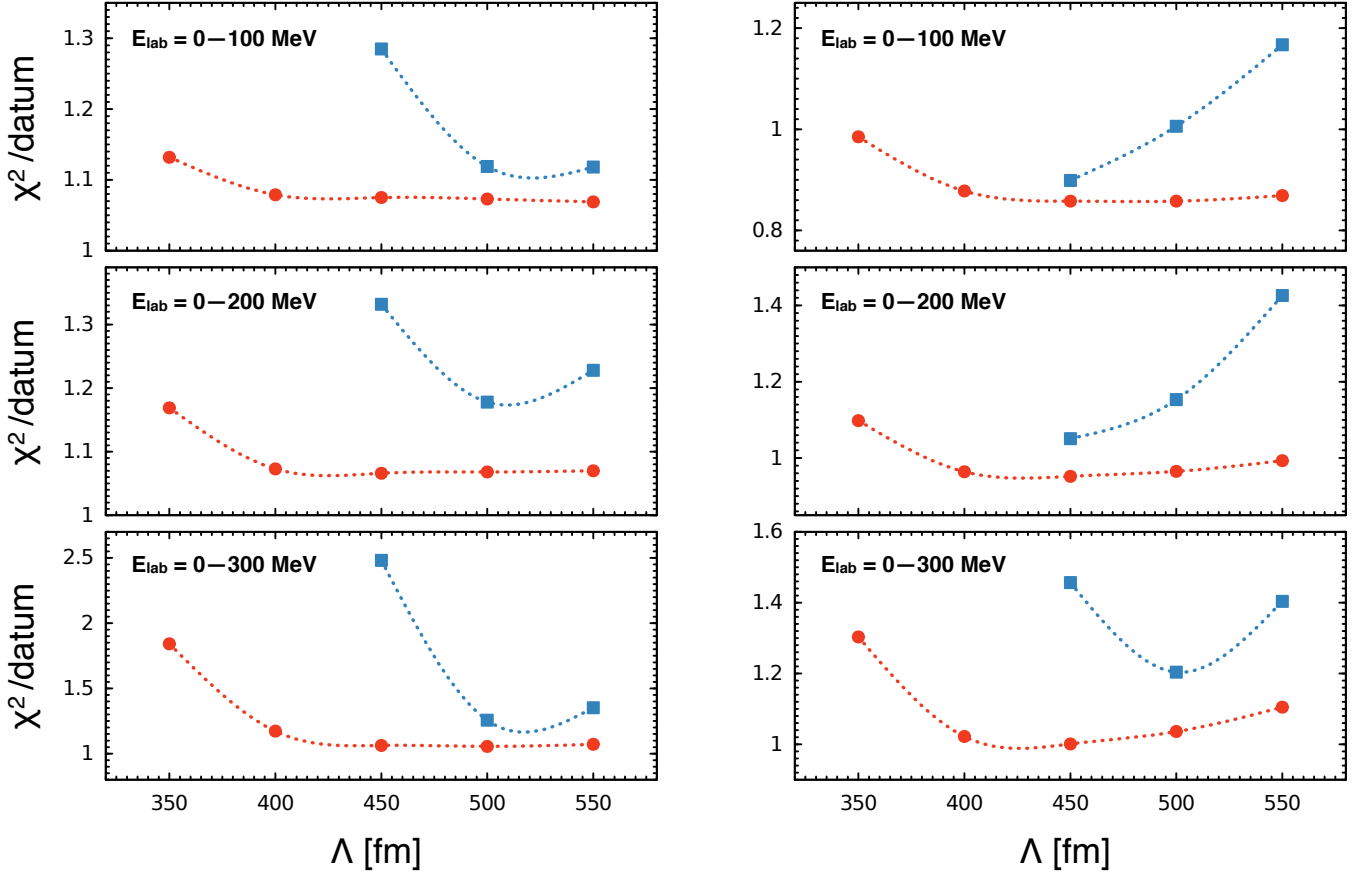 E_lab = 0—100 MeV
χ² /datum
1.3
1.2
1.1
1
E_lab = 0—200 MeV
χ² /datum
1.3
1.2
1.1
1
E_lab = 0—300 MeV
χ² /datum
2.5
2
1.5
1
350 400 450 500 550
Λ [fm]
E_lab = 0—100 MeV
1.2
1
0.8
E_lab = 0—200 MeV
1.4
1.2
1
E_lab = 0—300 MeV
1.6
1.4
1.2
1
350 400 450 500 550
Λ [fm]